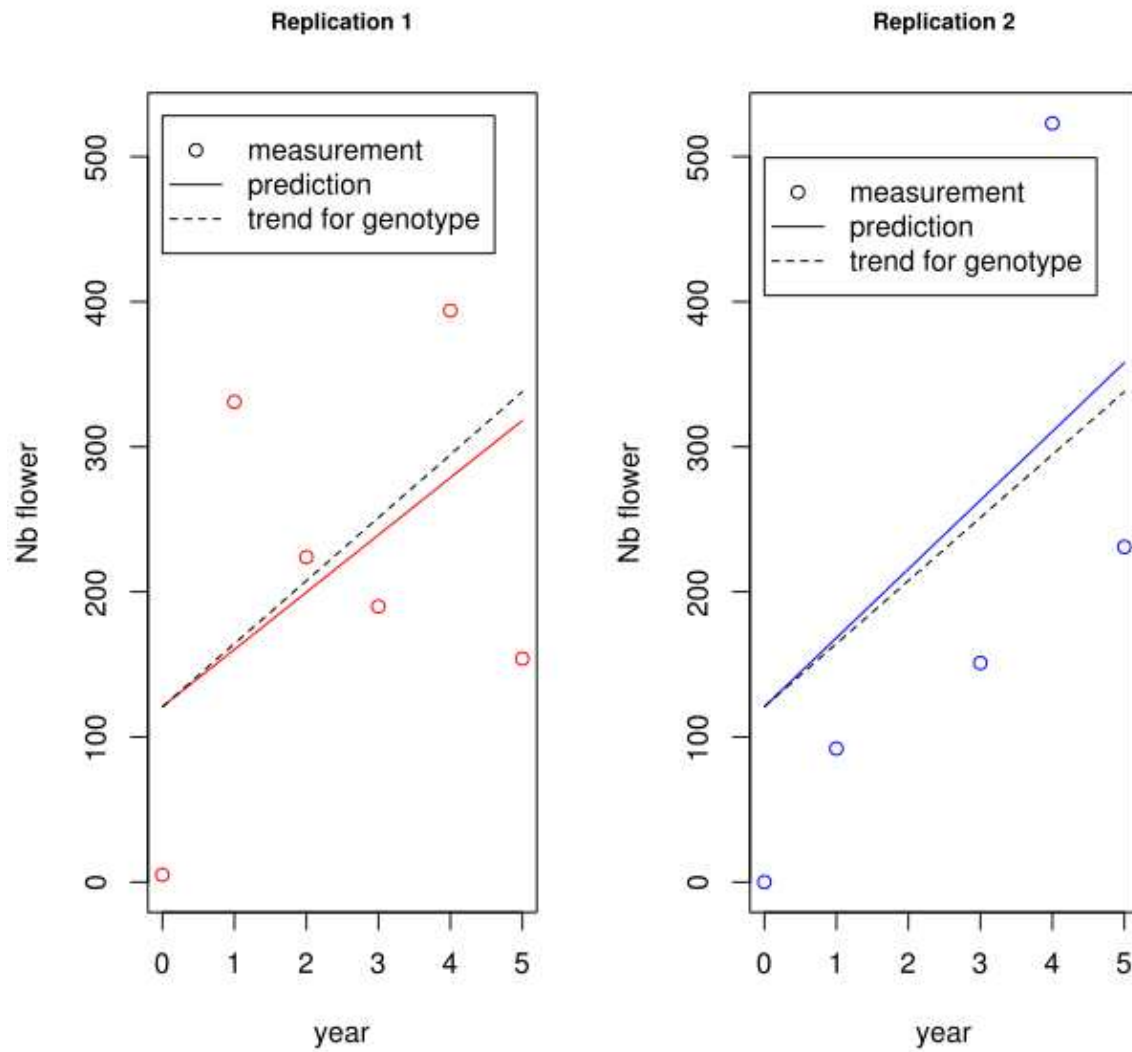 Replication 1
measurement
prediction
trend for genotype
Nb flower
500
400
300
200
100
0
0 1 2 3 4 5
year
Replication 2
measurement
prediction
trend for genotype
Nb flower
500
400
300
200
100
0
0 1 2 3 4 5
year